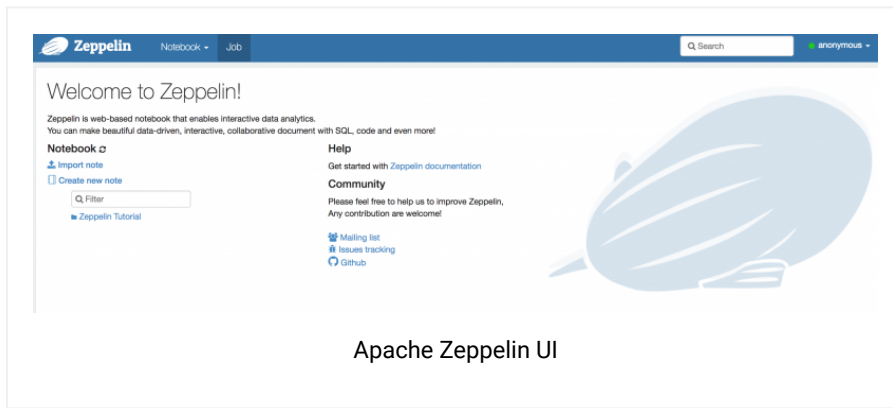 Zeppelin Notebook Job Search anonymous
Welcome to Zeppelin!
Zeppelin is web-based notebook that enables interactive data analytics.
You can make beautiful data-driven, interactive, collaborative document with SQL, code and even more!
Notebook
Import note
Create new note
Filter
Zeppelin Tutorial
Help
Get started with Zeppelin documentation
Community
Please feel free to help us to improve Zeppelin,
Any contribution are welcome!
Mailing list
Issues tracking
Github
Apache Zeppelin UI